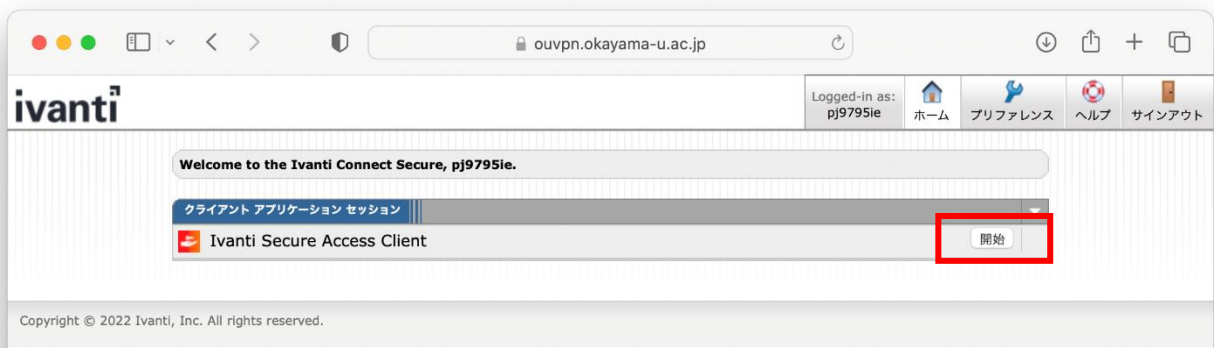 ouvpn.okayama-u.ac.jp
ivanti
Logged-in as:
pj9795ie
ホーム
プリファレンス
ヘルプ
サインアウト
Welcome to the Ivanti Connect Secure, pj9795ie.
クライアント アプリケーション セッション
Ivanti Secure Access Client
開始
Copyright © 2022 Ivanti, Inc. All rights reserved.